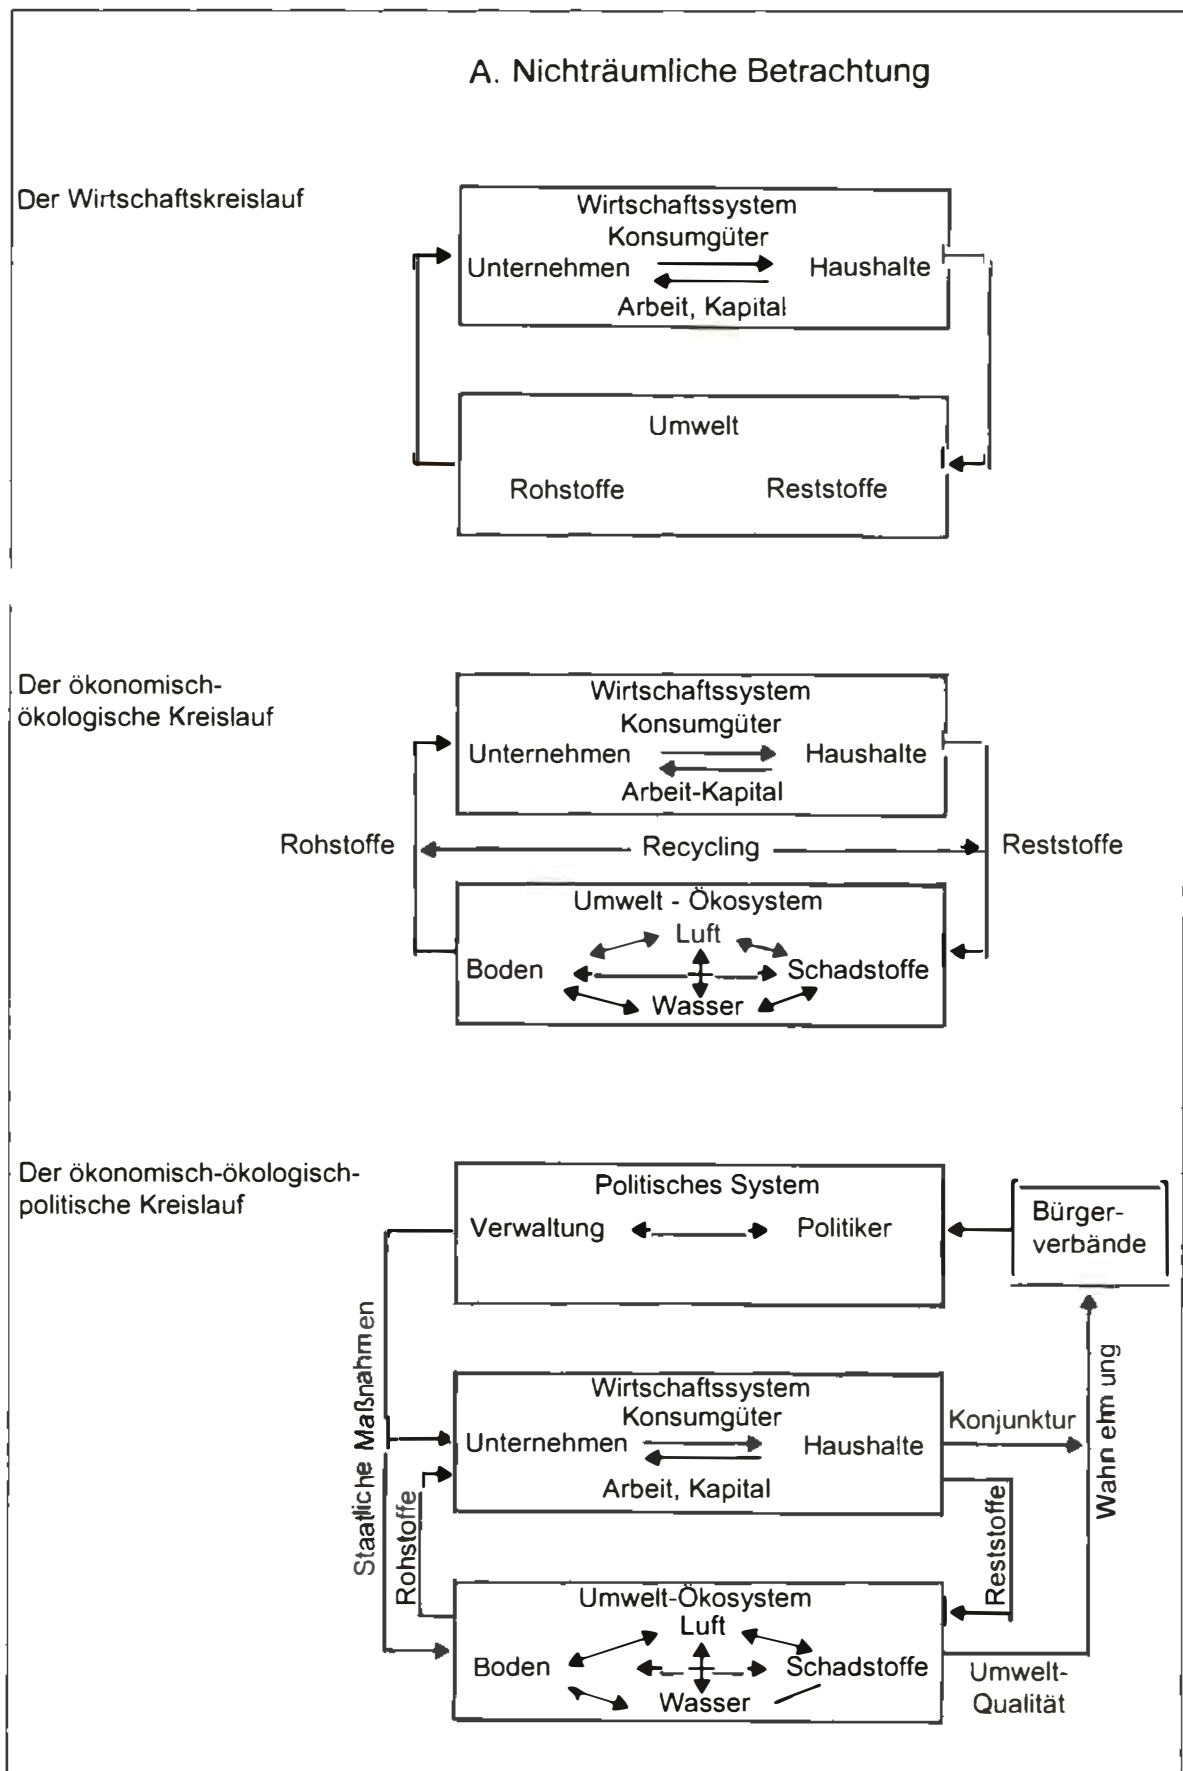 A. Nichträumliche Betrachtung
Der Wirtschaftskreislauf
Wirtschaftssystem
Konsumgüter
Unternehmen
Haushalte
Arbeit, Kapital
Umwelt
Rohstoffe
Reststoffe
Der ökonomisch-
ökologische Kreislauf
Wirtschaftssystem
Konsumgüter
Unternehmen
Haushalte
Arbeit-Kapital
Rohstoffe
Recycling
Reststoffe
Umwelt - Ökosystem
Luft
Boden
Schadstoffe
Wasser
Der ökonomisch-ökologisch-
politische Kreislauf
Politisches System
Verwaltung
Politiker
Bürger-
verbände
Staatliche Maßnahmen
Wirtschaftssystem
Konsumgüter
Unternehmen
Haushalte
Arbeit, Kapital
Konjunktur
Wahrnehmung
Rohstoffe
Reststoffe
Umwelt-Ökosystem
Luft
Boden
Schadstoffe
Wasser
Umwelt-
Qualität